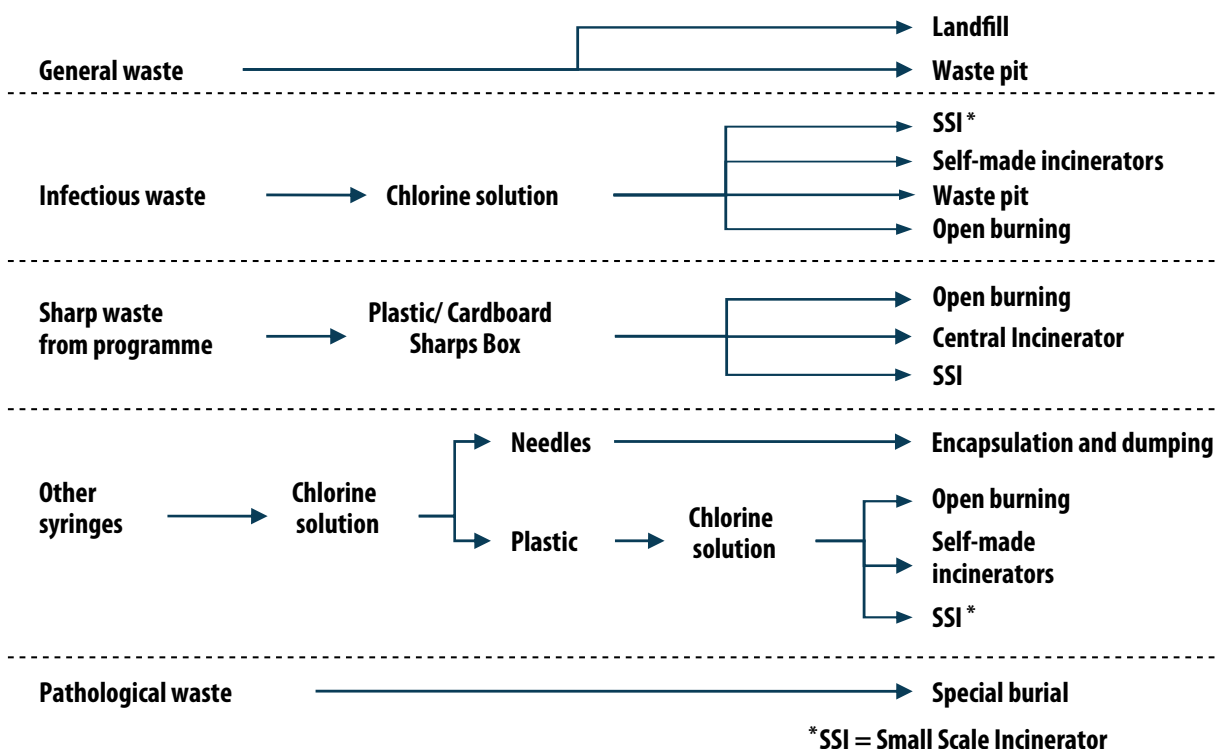 Landfill
General waste
Waste pit
SSI *
Self-made incinerators
Infectious waste
Chlorine solution
Waste pit
Open burning
Sharp waste
from programme
Plastic/ Cardboard
Sharps Box
Open burning
Central Incinerator
SSI
Other
syringes
Chlorine
solution
Needles
Encapsulation and dumping
Plastic
Chlorine
solution
Open burning
Self-made
incinerators
SSI *
Pathological waste
Special burial
*SSI = Small Scale Incinerator